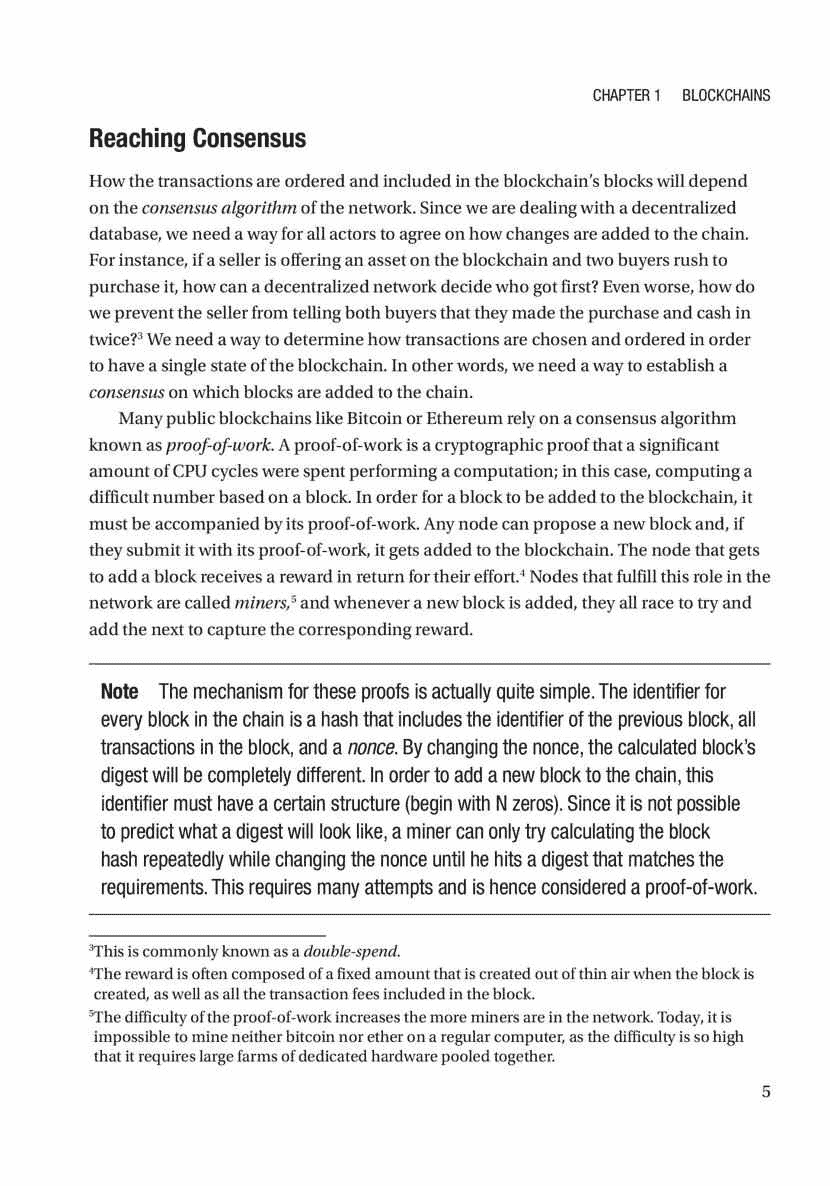 CHAPTER 1 BLOCKCHAINS
Reaching Consensus
How the transactions are ordered and included in the blockchain’s blocks will depend
on the consensus algorithm of the network. Since we are dealing with a decentralized
database, we need a way for all actors to agree on how changes are added to the chain.
For instance, if a seller is offering an asset on the blockchain and two buyers rush to
purchase it, how can a decentralized network decide who got first? Even worse, how do
we prevent the seller from telling both buyers that they made the purchase and cash in
twice?³ We need a way to determine how transactions are chosen and ordered in order
to have a single state of the blockchain. In other words, we need a way to establish a
consensus on which blocks are added to the chain.
Many public blockchains like Bitcoin or Ethereum rely on a consensus algorithm
known as proof-of-work. A proof-of-work is a cryptographic proof that a significant
amount of CPU cycles were spent performing a computation; in this case, computing a
difficult number based on a block. In order for a block to be added to the blockchain, it
must be accompanied by its proof-of-work. Any node can propose a new block and, if
they submit it with its proof-of-work, it gets added to the blockchain. The node that gets
to add a block receives a reward in return for their effort.⁴ Nodes that fulfill this role in the
network are called miners,⁵ and whenever a new block is added, they all race to try and
add the next to capture the corresponding reward.
Note The mechanism for these proofs is actually quite simple. The identifier for
every block in the chain is a hash that includes the identifier of the previous block, all
transactions in the block, and a nonce. By changing the nonce, the calculated block’s
digest will be completely different. In order to add a new block to the chain, this
identifier must have a certain structure (begin with N zeros). Since it is not possible
to predict what a digest will look like, a miner can only try calculating the block
hash repeatedly while changing the nonce until he hits a digest that matches the
requirements. This requires many attempts and is hence considered a proof-of-work.
³This is commonly known as a double-spend.
⁴The reward is often composed of a fixed amount that is created out of thin air when the block is
created, as well as all the transaction fees included in the block.
⁵The difficulty of the proof-of-work increases the more miners are in the network. Today, it is
impossible to mine neither bitcoin nor ether on a regular computer, as the difficulty is so high
that it requires large farms of dedicated hardware pooled together.
5